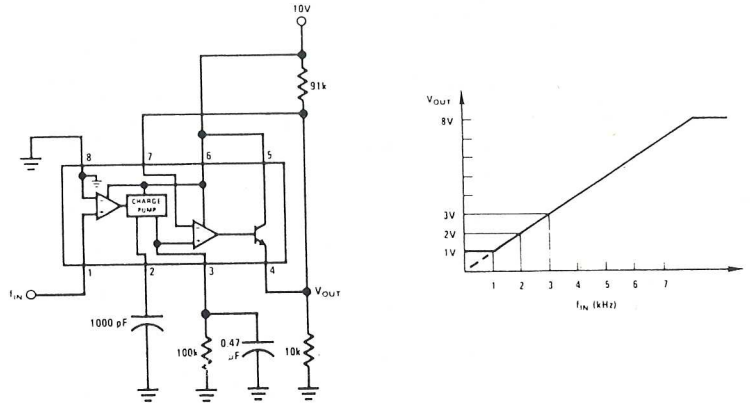 10V
91k
8
7
6
5
CHARGE
PUMP
-
+
-
+
1
2
3
4
fIN
VOUT
1000 pF
100k
0.47
µF
10k
VOUT
8V
3V
2V
1V
1 2 3 4 5 6 7
fIN (kHz)